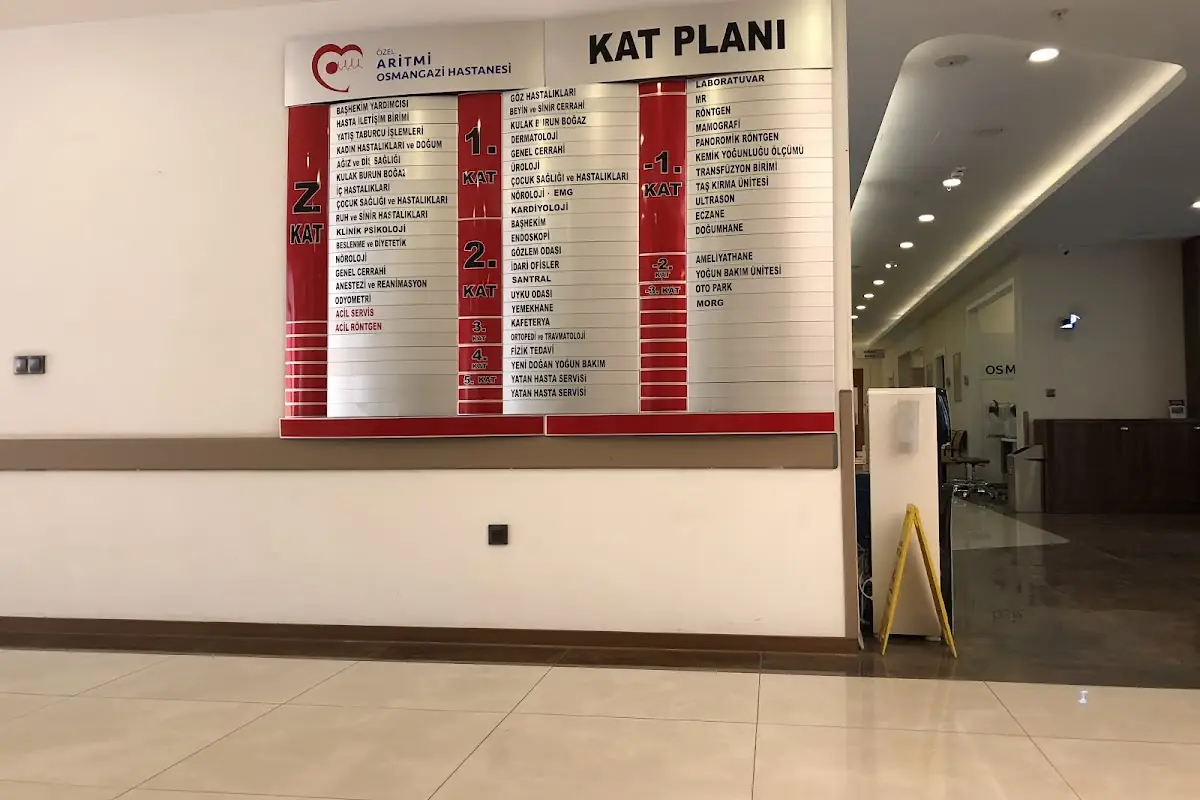 ÖZEL
ARİTMİ
OSMANGAZİ HASTANESİ
KAT PLANI
Z
KAT
BAŞHEKİM YARDIMCISI
HASTA İLETİŞİM BİRİMİ
YATIŞ TABURCU İŞLEMLERİ
KADIN HASTALIKLARI ve DOĞUM
AĞIZ ve DİŞ SAĞLIĞI
KULAK BURUN BOĞAZ
İÇ HASTALIKLARI
ÇOCUK SAĞLIĞI ve HASTALIKLARI
RUH ve SİNİR HASTALIKLARI
KLİNİK PSİKOLOJİ
BESLENME ve DİYETETİK
NÖROLOJİ
GENEL CERRAHİ
ANESTEZİ ve REANİMASYON
ODYOMETRİ
ACİL SERVİS
ACİL RÖNTGEN
1.
KAT
GÖZ HASTALIKLARI
BEYİN ve SİNİR CERRAHİ
KULAK BURUN BOĞAZ
DERMATOLOJİ
GENEL CERRAHİ
ÜROLOJİ
ÇOCUK SAĞLIĞI ve HASTALIKLARI
NÖROLOJİ - EMG
KARDİYOLOJİ
2.
KAT
BAŞHEKİM
ENDOSKOPİ
GÖZLEM ODASI
İDARİ OFİSLER
SANTRAL
UYKU ODASI
YEMEKHANE
3.
KAT
KAFETERYA
ORTOPEDİ ve TRAVMATOLOJİ
4.
KAT
FİZİK TEDAVİ
YENİ DOĞAN YOĞUN BAKIM
5. KAT
YATAN HASTA SERVİSİ
YATAN HASTA SERVİSİ
-1.
KAT
LABORATUVAR
MR
RÖNTGEN
MAMOGRAFİ
PANOROMİK RÖNTGEN
KEMİK YOĞUNLUĞU ÖLÇÜMÜ
TRANSFÜZYON BİRİMİ
TAŞ KIRMA ÜNİTESİ
ULTRASON
ECZANE
DOĞUMHANE
-2.
KAT
AMELİYATHANE
YOĞUN BAKIM ÜNİTESİ
-3. KAT
OTO PARK
MORG
OSM